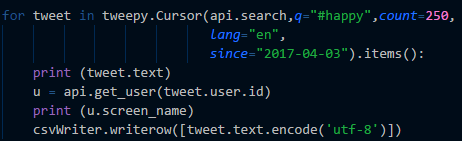 for tweet in tweepy.Cursor(api.search,q="#happy",count=250,
lang="en",
since="2017-04-03").items():
print (tweet.text)
u = api.get_user(tweet.user.id)
print (u.screen_name)
csvWriter.writerow([tweet.text.encode('utf-8')])